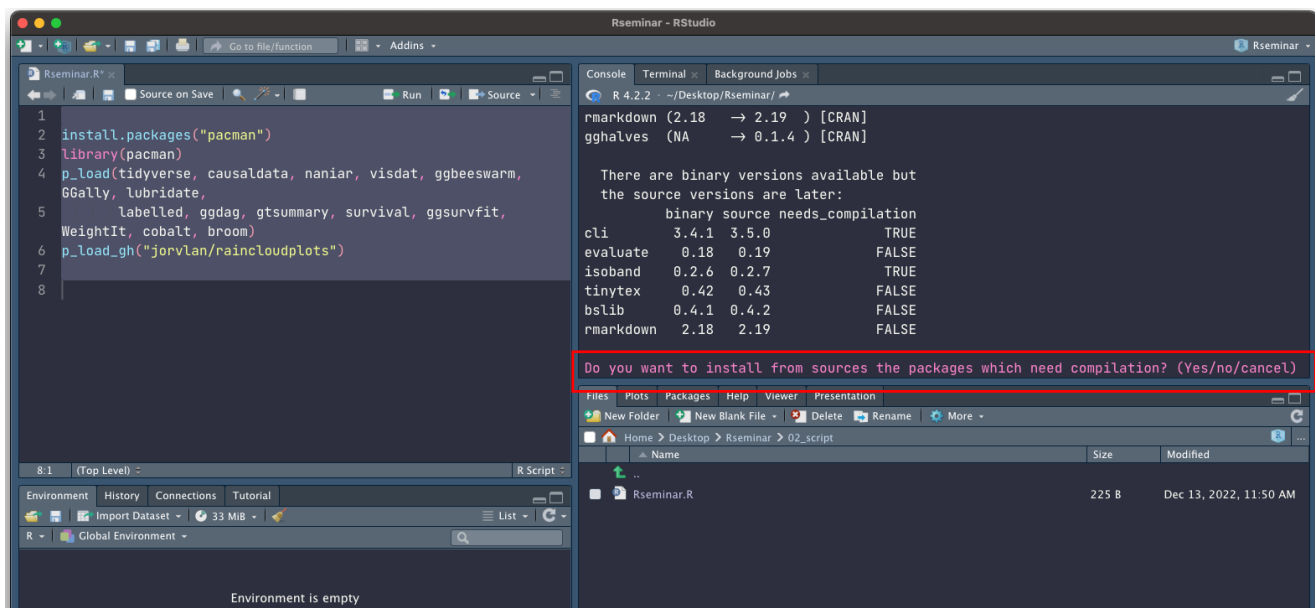 Rseminar - RStudio
Go to file/function
Addins
Rseminar
Rseminar.R*
Source on Save
Run
Source
1
2 install.packages("pacman")
3 library(pacman)
4 p_load(tidyverse, causaldata, naniar, visdat, ggbeeswarm,
GGally, lubridate,
5 labelled, ggdag, gtsummary, survival, ggsurvfit,
WeightIt, cobalt, broom)
6 p_load_gh("jorvlan/raincloudplots")
7
8
8:1 (Top Level) R Script
Environment History Connections Tutorial
Import Dataset 33 MiB List
R Global Environment
Environment is empty
Console Terminal Background Jobs
R 4.2.2 · ~/Desktop/Rseminar/
rmarkdown (2.18 → 2.19 ) [CRAN]
gghalves (NA → 0.1.4 ) [CRAN]
There are binary versions available but
the source versions are later:
binary source needs_compilation
cli 3.4.1 3.5.0 TRUE
evaluate 0.18 0.19 FALSE
isoband 0.2.6 0.2.7 TRUE
tinytex 0.42 0.43 FALSE
bslib 0.4.1 0.4.2 FALSE
rmarkdown 2.18 2.19 FALSE
Do you want to install from sources the packages which need compilation? (Yes/no/cancel)
Files Plots Packages Help Viewer Presentation
New Folder New Blank File Delete Rename More
Home Desktop Rseminar 02_script
Name Size Modified
..
Rseminar.R 225 B Dec 13, 2022, 11:50 AM